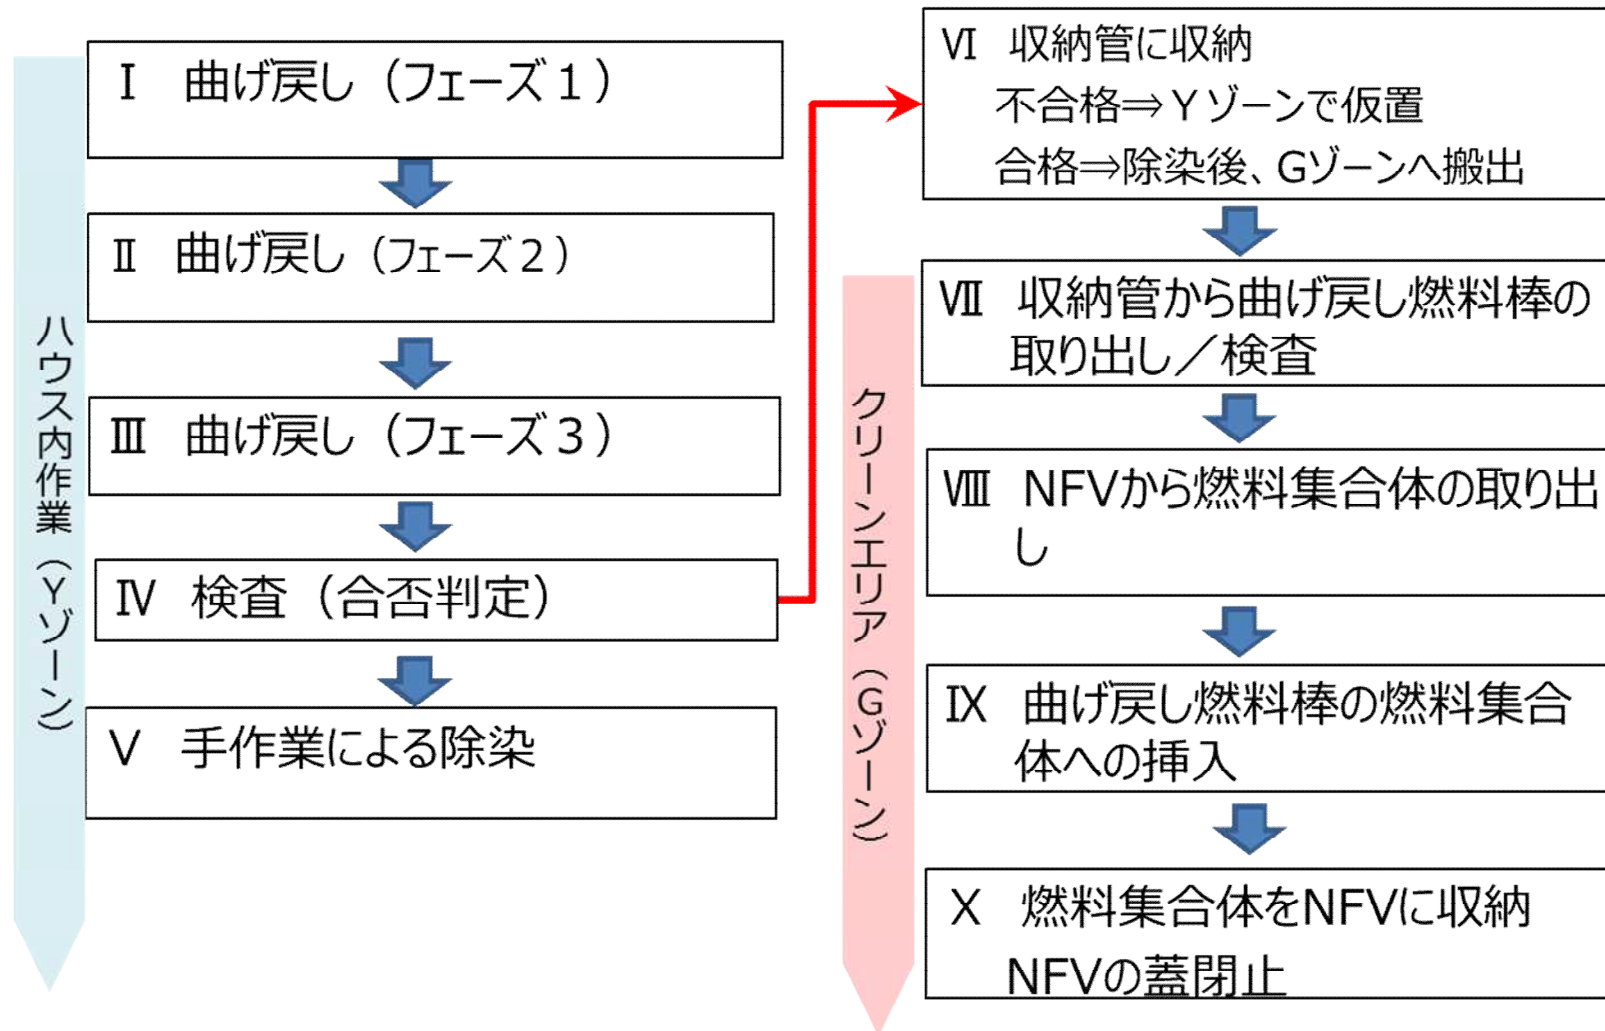 ハウス内作業（Yゾーン）
Ⅰ 曲げ戻し（フェーズ１）
Ⅱ 曲げ戻し（フェーズ２）
Ⅲ 曲げ戻し（フェーズ３）
Ⅳ 検査（合否判定）
Ⅴ 手作業による除染
Ⅵ 収納管に収納
不合格⇒Ｙゾーンで仮置
合格⇒除染後、Gゾーンへ搬出
クリーンエリア（Gゾーン）
Ⅶ 収納管から曲げ戻し燃料棒の
取り出し／検査
Ⅷ NFVから燃料集合体の取り出
し
Ⅸ 曲げ戻し燃料棒の燃料集合
体への挿入
Ⅹ 燃料集合体をNFVに収納
NFVの蓋閉止